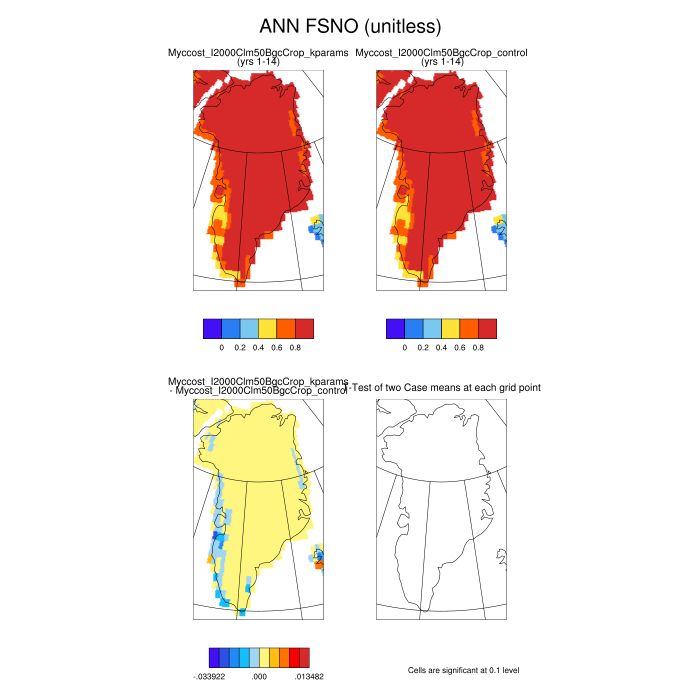 ANN FSNO (unitless)
Myccost_I2000Clm50BgcCrop_kparams
(yrs 1-14)
Myccost_I2000Clm50BgcCrop_control
(yrs 1-14)
0 0.2 0.4 0.6 0.8
0 0.2 0.4 0.6 0.8
Myccost_I2000Clm50BgcCrop_kparams
- Myccost_I2000Clm50BgcCrop_control
T-Test of two Case means at each grid point
-.033922 .000 .013482
Cells are significant at 0.1 level